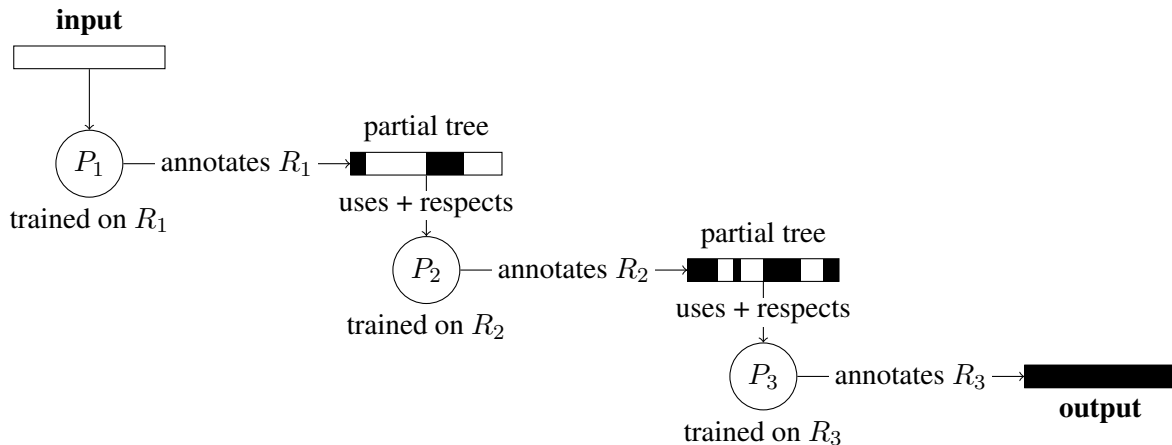 input
P₁
annotates R₁
partial tree
trained on R₁
uses + respects
P₂
annotates R₂
partial tree
trained on R₂
uses + respects
P₃
annotates R₃
trained on R₃
output